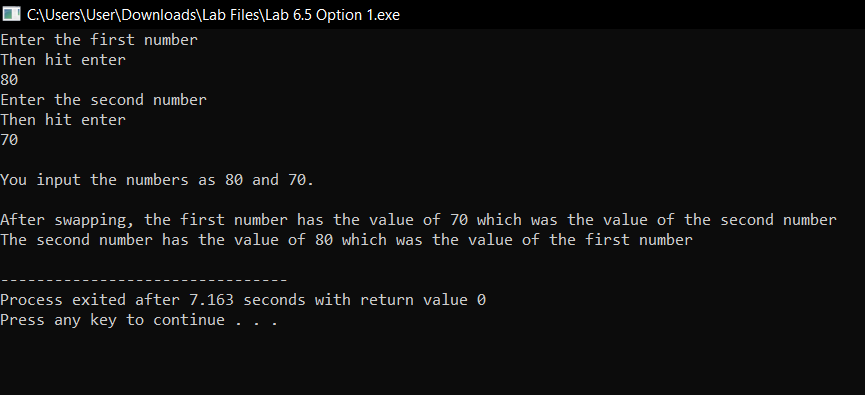 C:\Users\User\Downloads\Lab Files\Lab 6.5 Option 1.exe
Enter the first number
Then hit enter
80
Enter the second number
Then hit enter
70
You input the numbers as 80 and 70.
After swapping, the first number has the value of 70 which was the value of the second number
The second number has the value of 80 which was the value of the first number
--------------------------------
Process exited after 7.163 seconds with return value 0
Press any key to continue . . .